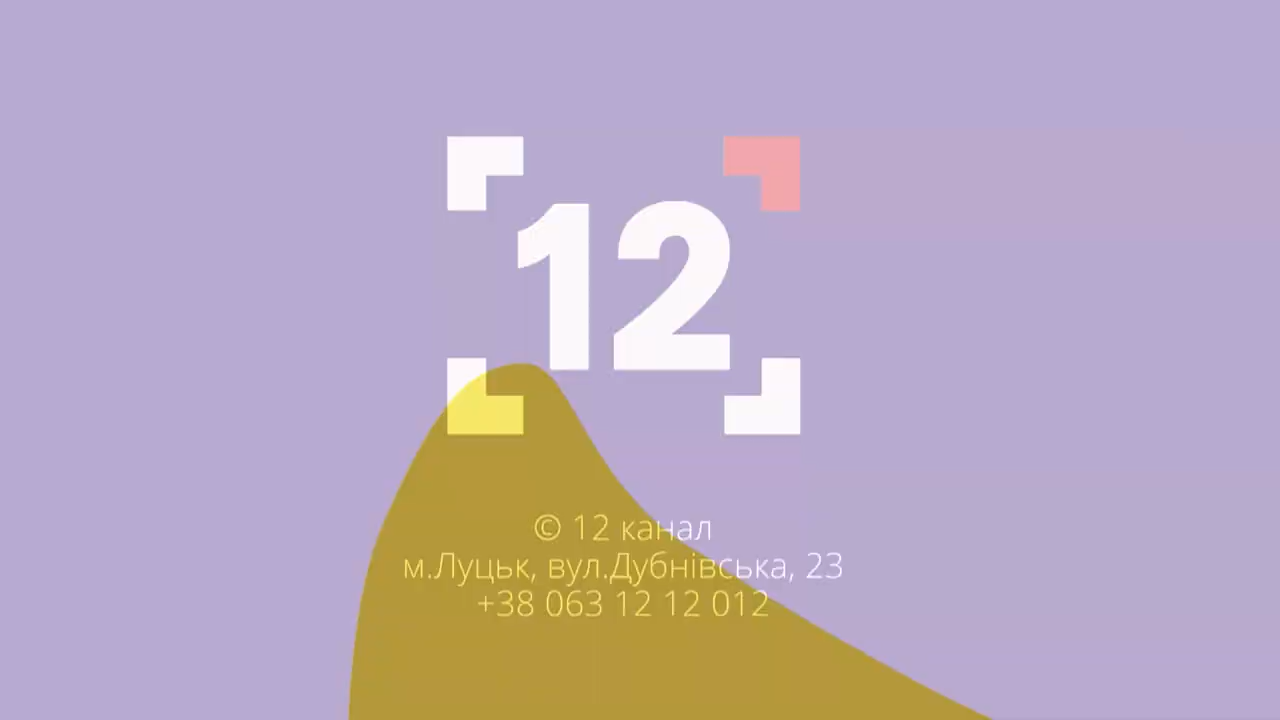 12
© 12 канал
м.Луцьк, вул.Дубнівська, 23
+38 063 12 12 012